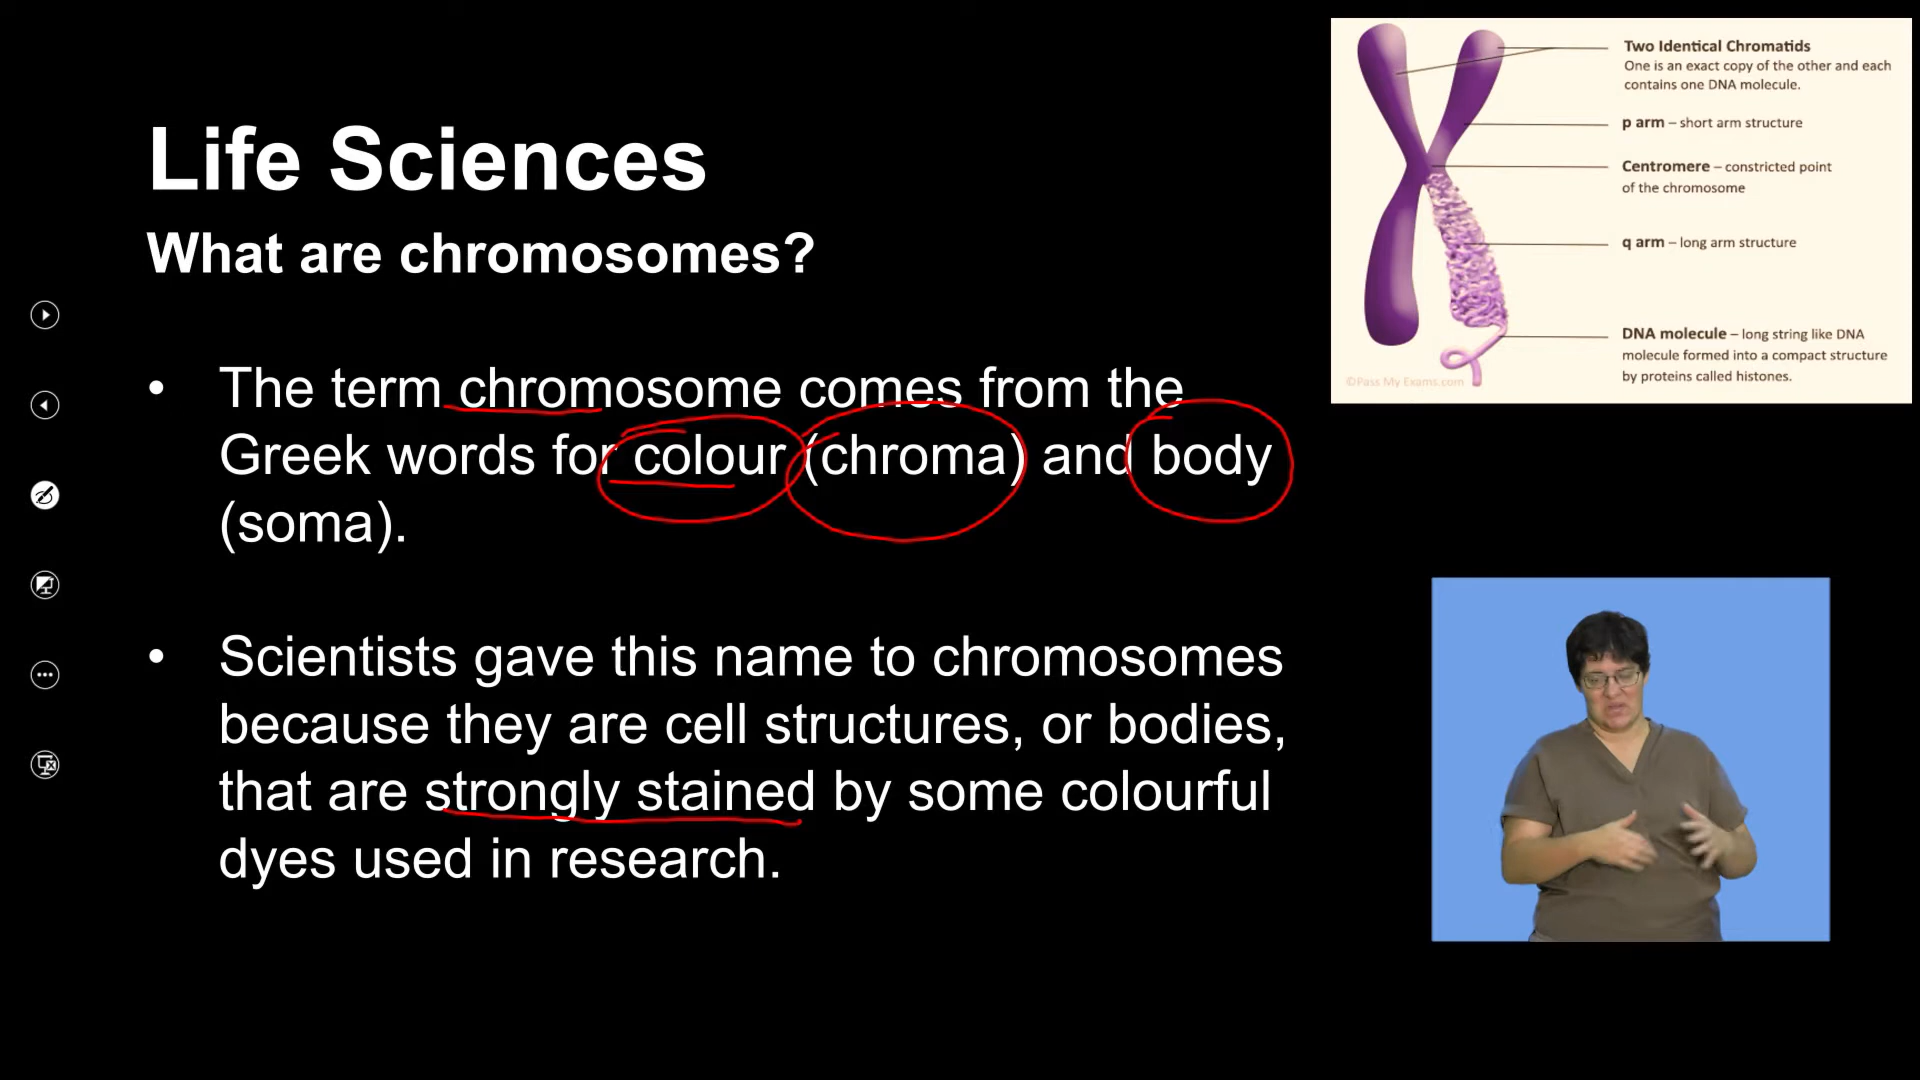 Life Sciences
What are chromosomes?
• The term chromosome comes from the
Greek words for colour (chroma) and body
(soma).
• Scientists gave this name to chromosomes
because they are cell structures, or bodies,
that are strongly stained by some colourful
dyes used in research.
Two Identical Chromatids
One is an exact copy of the other and each
contains one DNA molecule.
p arm – short arm structure
Centromere – constricted point
of the chromosome
q arm – long arm structure
DNA molecule – long string like DNA
molecule formed into a compact structure
by proteins called histones.
©Pass My Exams.com